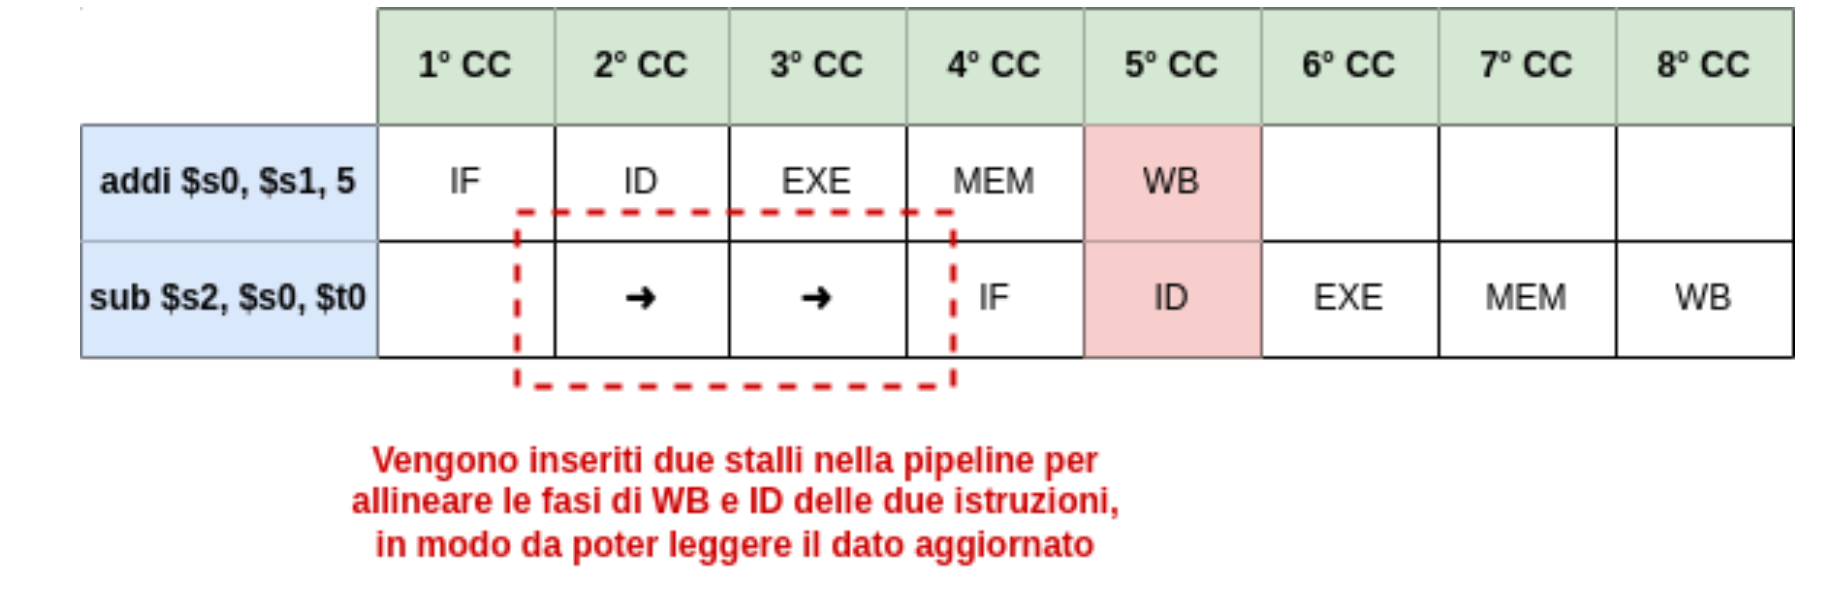 1° CC 2° CC 3° CC 4° CC 5° CC 6° CC 7° CC 8° CC
addi $s0, $s1, 5 IF ID EXE MEM WB
sub $s2, $s0, $t0 ➔ ➔ IF ID EXE MEM WB
Vengono inseriti due stalli nella pipeline per
allineare le fasi di WB e ID delle due istruzioni,
in modo da poter leggere il dato aggiornato